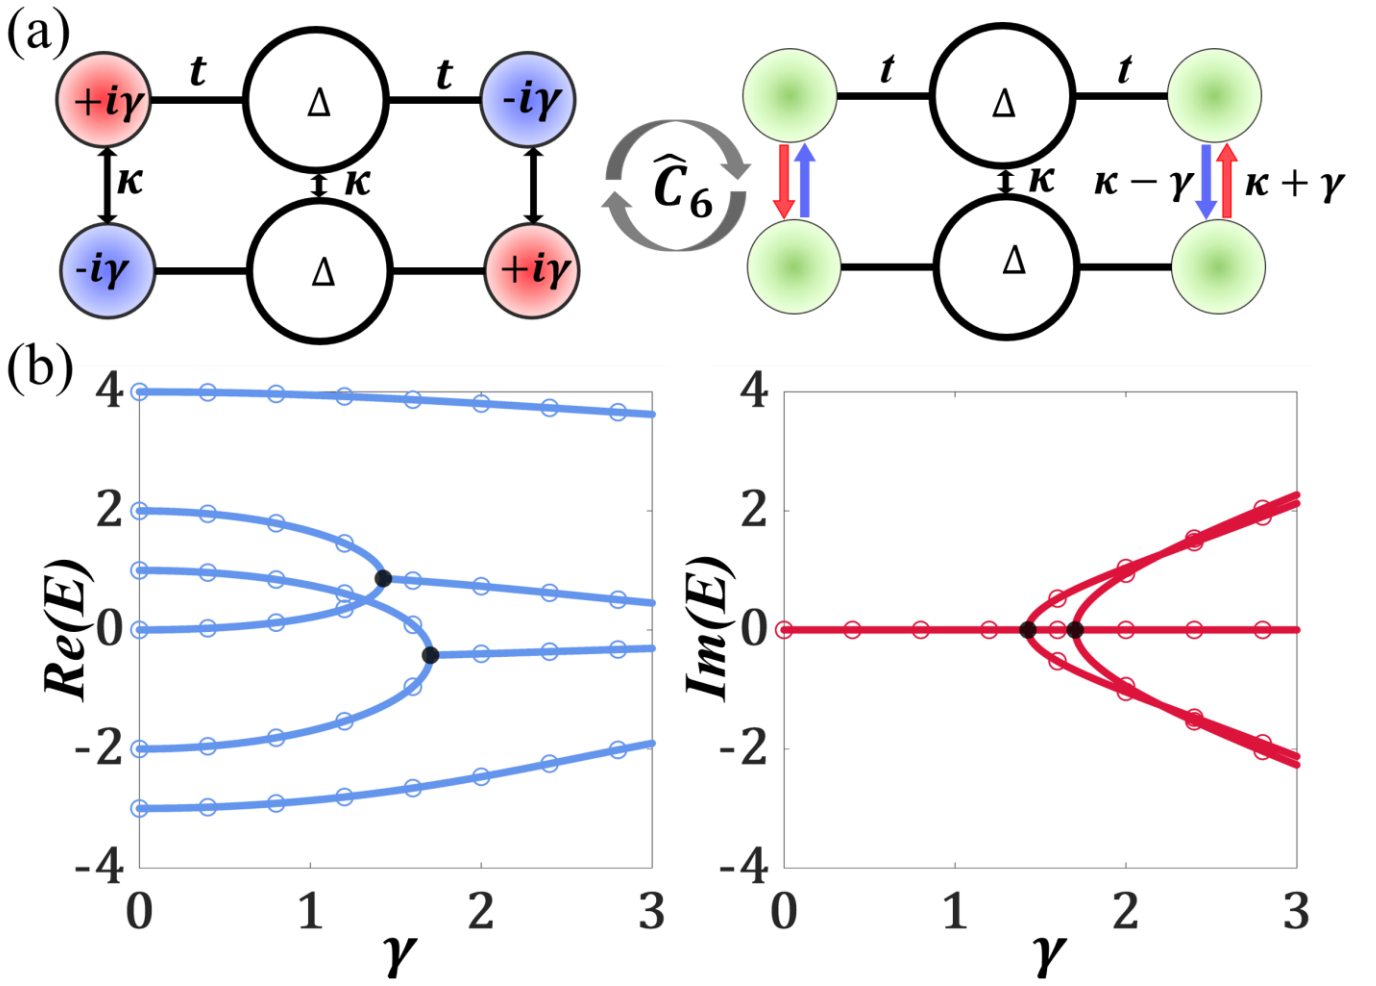 (a)
+iγ t Δ t -iγ
κ κ
-iγ Δ +iγ
Ĉ₆
t Δ t
κ κ − γ κ + γ
Δ
(b)
Re(E)
4
2
0
-2
-4
0 1 2 3
γ
Im(E)
4
2
0
-2
-4
0 1 2 3
γ